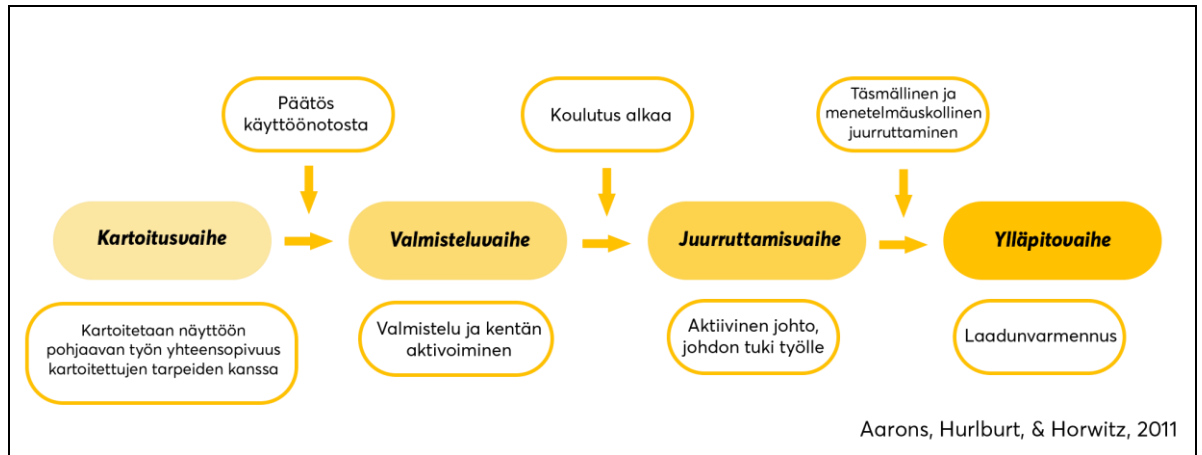 Päätös
käyttöönotosta
Koulutus alkaa
Täsmällinen ja
menetelmäuskollinen
juurruttaminen
Kartoitusvaihe
Valmisteluvaihe
Juurruttamisvaihe
Ylläpitovaihe
Kartoitetaan näyttöön
pohjaavan työn yhteensopivuus
kartoitettujen tarpeiden kanssa
Valmistelu ja kentän
aktivoiminen
Aktiivinen johto,
johdon tuki työlle
Laadunvarmennus
Aarons, Hurlburt, & Horwitz, 2011